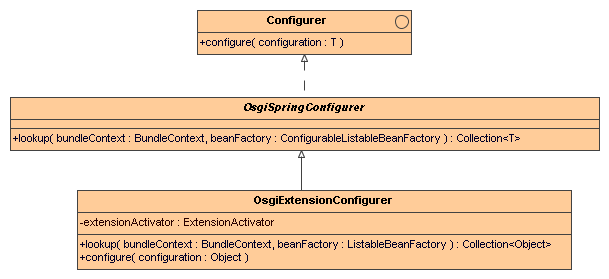 Configurer
+configure( configuration : T )
OsgiSpringConfigurer
+lookup( bundleContext : BundleContext, beanFactory : ConfigurableListableBeanFactory ) : Collection<T>
OsgiExtensionConfigurer
-extensionActivator : ExtensionActivator
+lookup( bundleContext : BundleContext, beanFactory : ListableBeanFactory ) : Collection<Object>
+configure( configuration : Object )